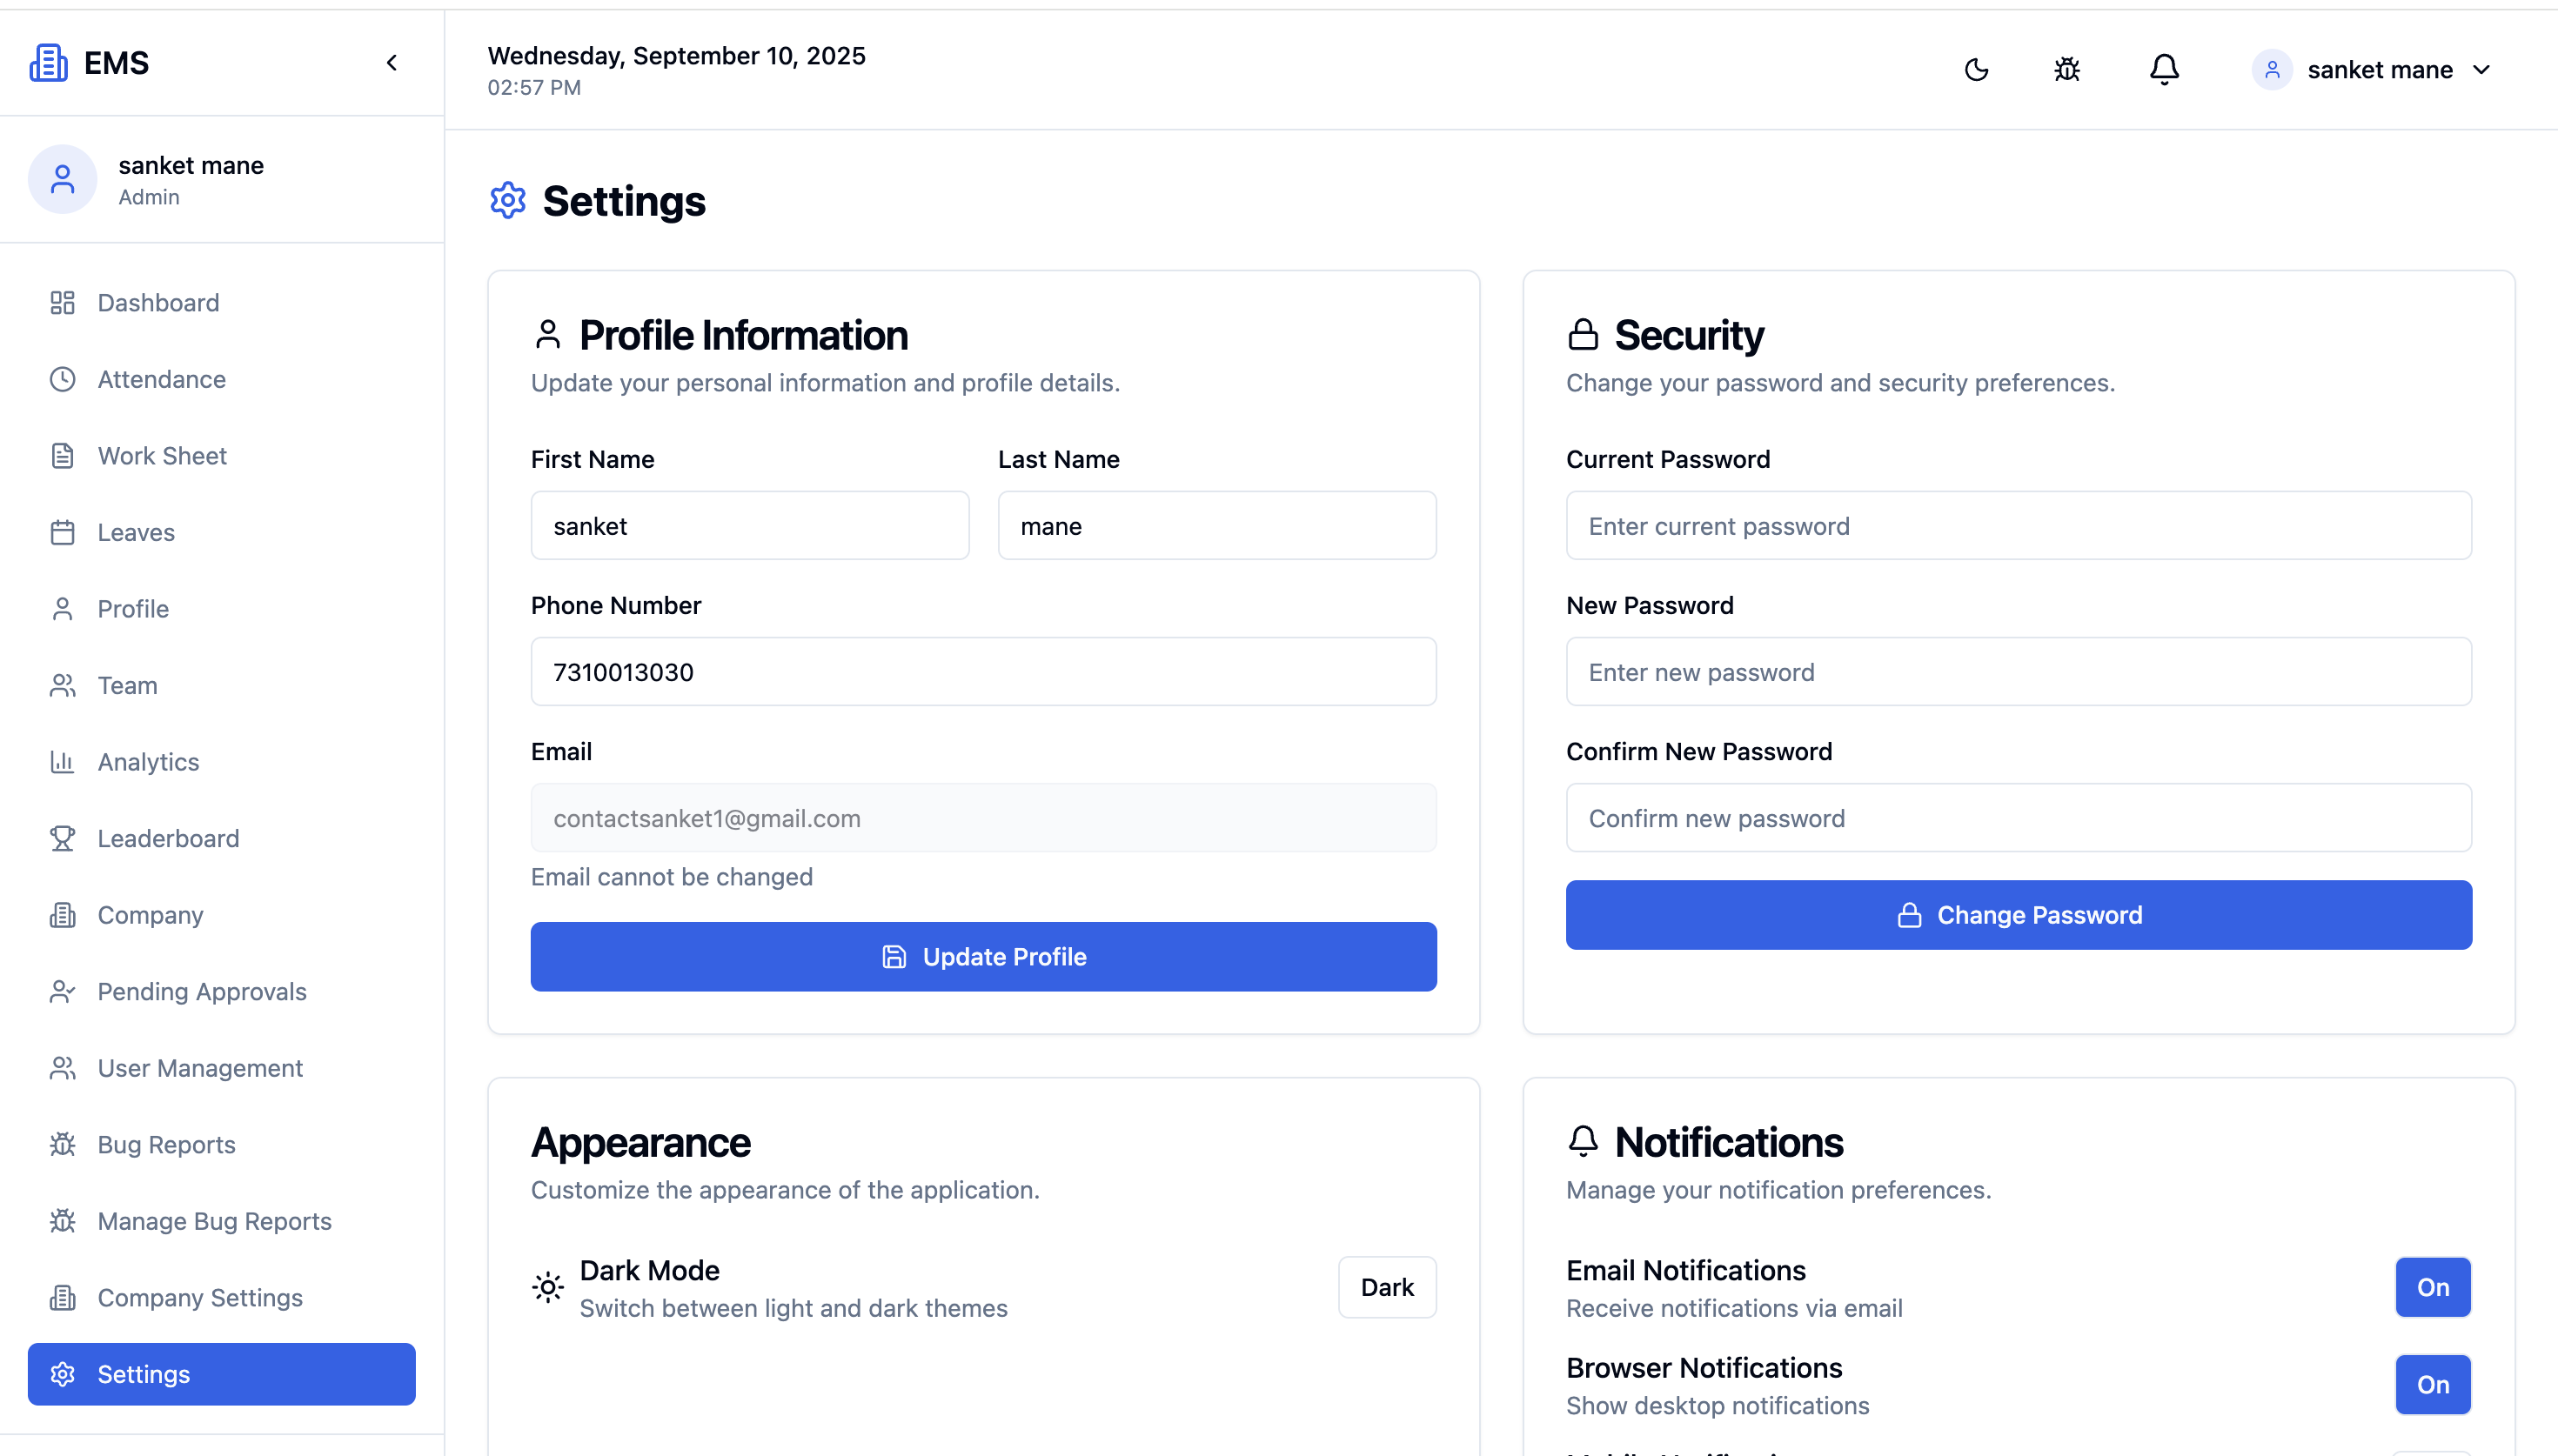 EMS
sanket mane
Admin
Dashboard
Attendance
Work Sheet
Leaves
Profile
Team
Analytics
Leaderboard
Company
Pending Approvals
User Management
Bug Reports
Manage Bug Reports
Company Settings
Settings
Wednesday, September 10, 2025
02:57 PM
sanket mane
Settings
Profile Information
Update your personal information and profile details.
First Name
Last Name
sanket
mane
Phone Number
7310013030
Email
contactsanket1@gmail.com
Email cannot be changed
Update Profile
Security
Change your password and security preferences.
Current Password
Enter current password
New Password
Enter new password
Confirm New Password
Confirm new password
Change Password
Appearance
Customize the appearance of the application.
Dark Mode
Switch between light and dark themes
Dark
Notifications
Manage your notification preferences.
Email Notifications
Receive notifications via email
On
Browser Notifications
Show desktop notifications
On